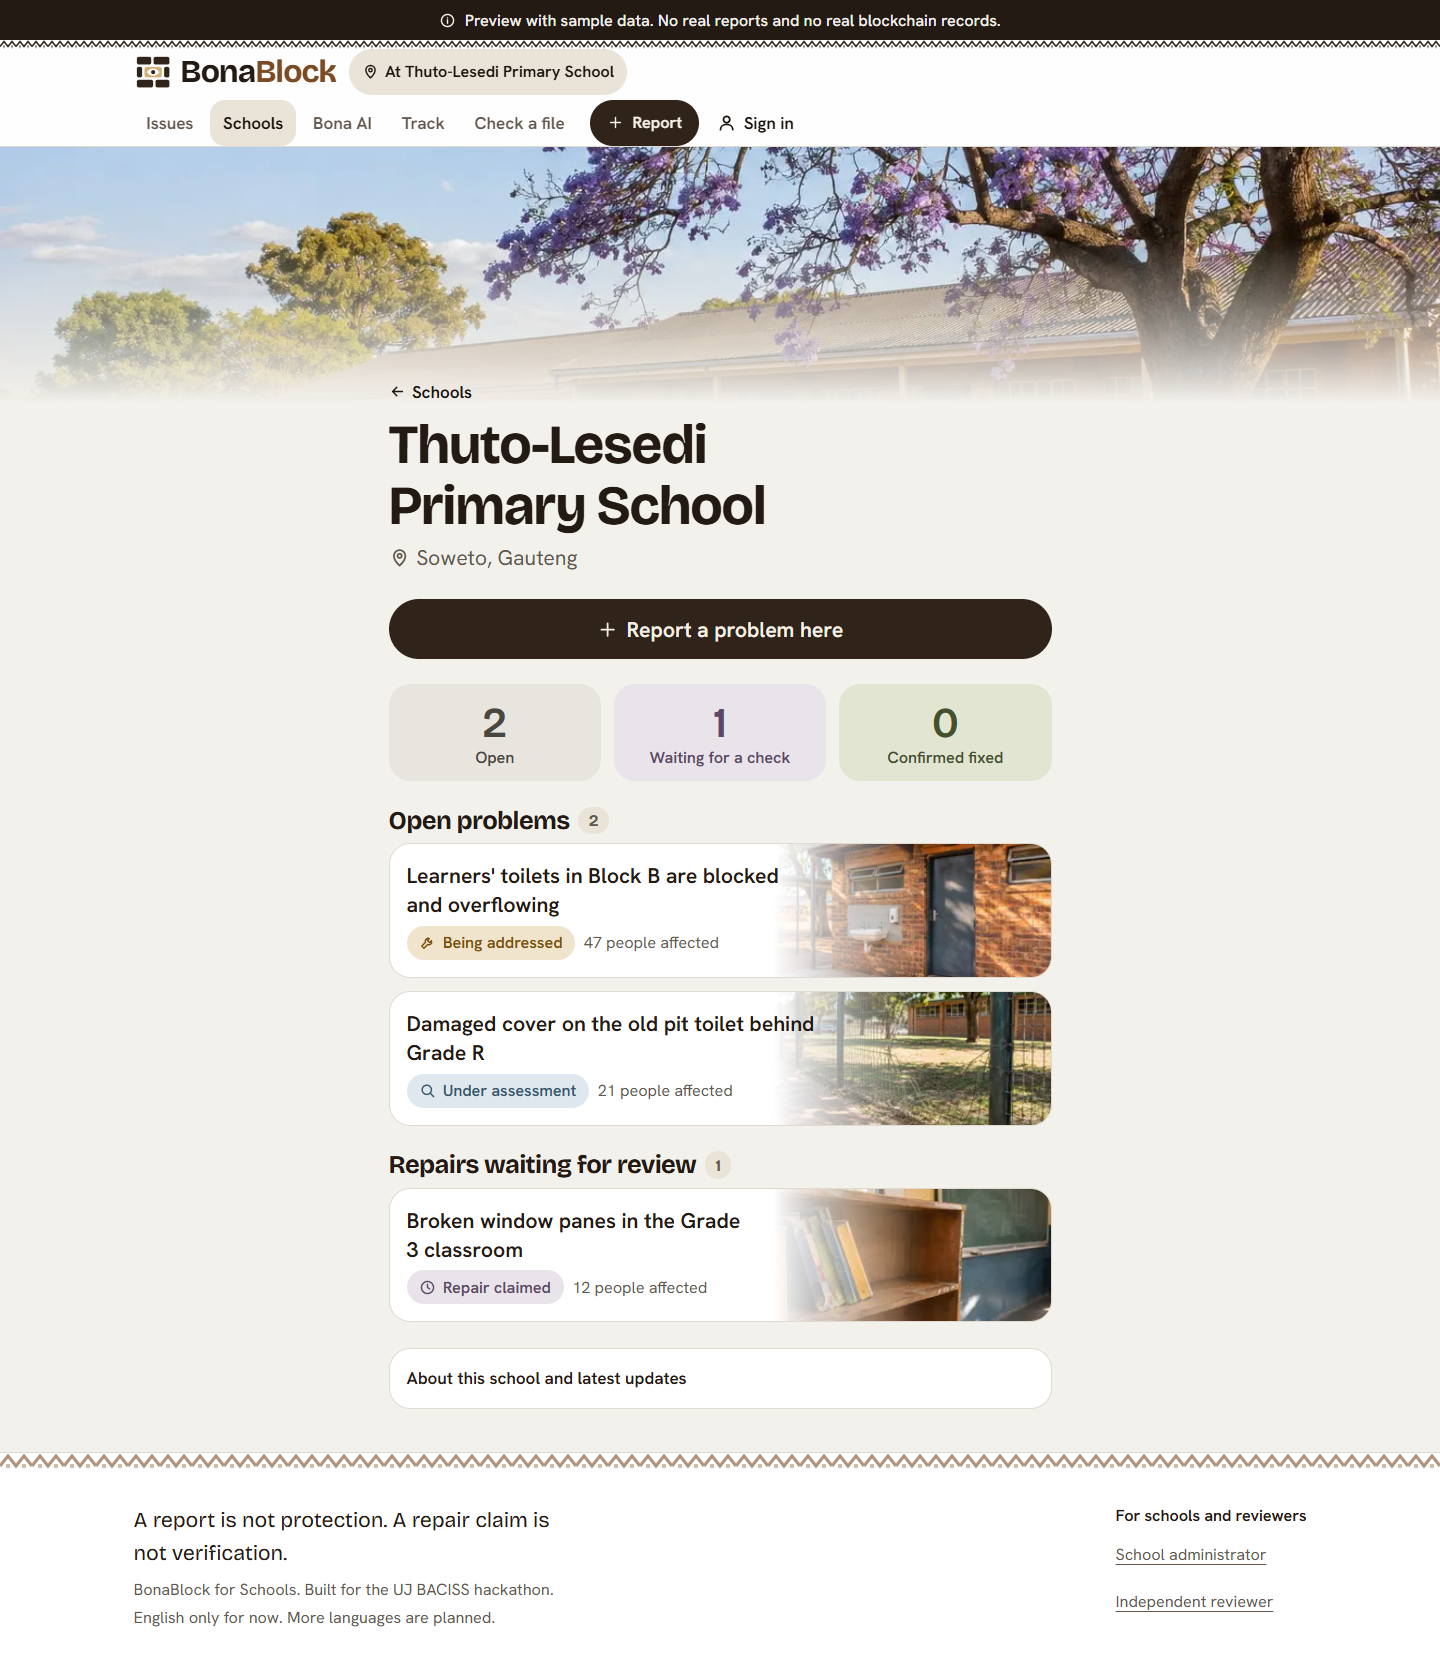 Preview with sample data. No real reports and no real blockchain records.
BonaBlock
At Thuto-Lesedi Primary School
Issues
Schools
Bona AI
Track
Check a file
Report
Sign in
Schools
Thuto-Lesedi
Primary School
Soweto, Gauteng
Report a problem here
2
Open
1
Waiting for a check
0
Confirmed fixed
Open problems 2
Learners' toilets in Block B are blocked
and overflowing
Being addressed 47 people affected
Damaged cover on the old pit toilet behind
Grade R
Under assessment 21 people affected
Repairs waiting for review 1
Broken window panes in the Grade
3 classroom
Repair claimed 12 people affected
About this school and latest updates
A report is not protection. A repair claim is
not verification.
BonaBlock for Schools. Built for the UJ BACISS hackathon.
English only for now. More languages are planned.
For schools and reviewers
School administrator
Independent reviewer